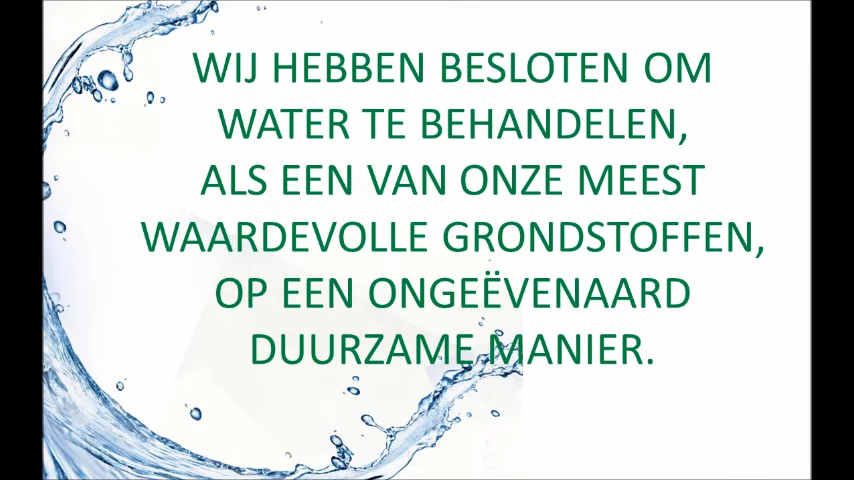 WIJ HEBBEN BESLOTEN OM
WATER TE BEHANDELEN,
ALS EEN VAN ONZE MEEST
WAARDEVOLLE GRONDSTOFFEN,
OP EEN ONGEËVENAARD
DUURZAME MANIER.